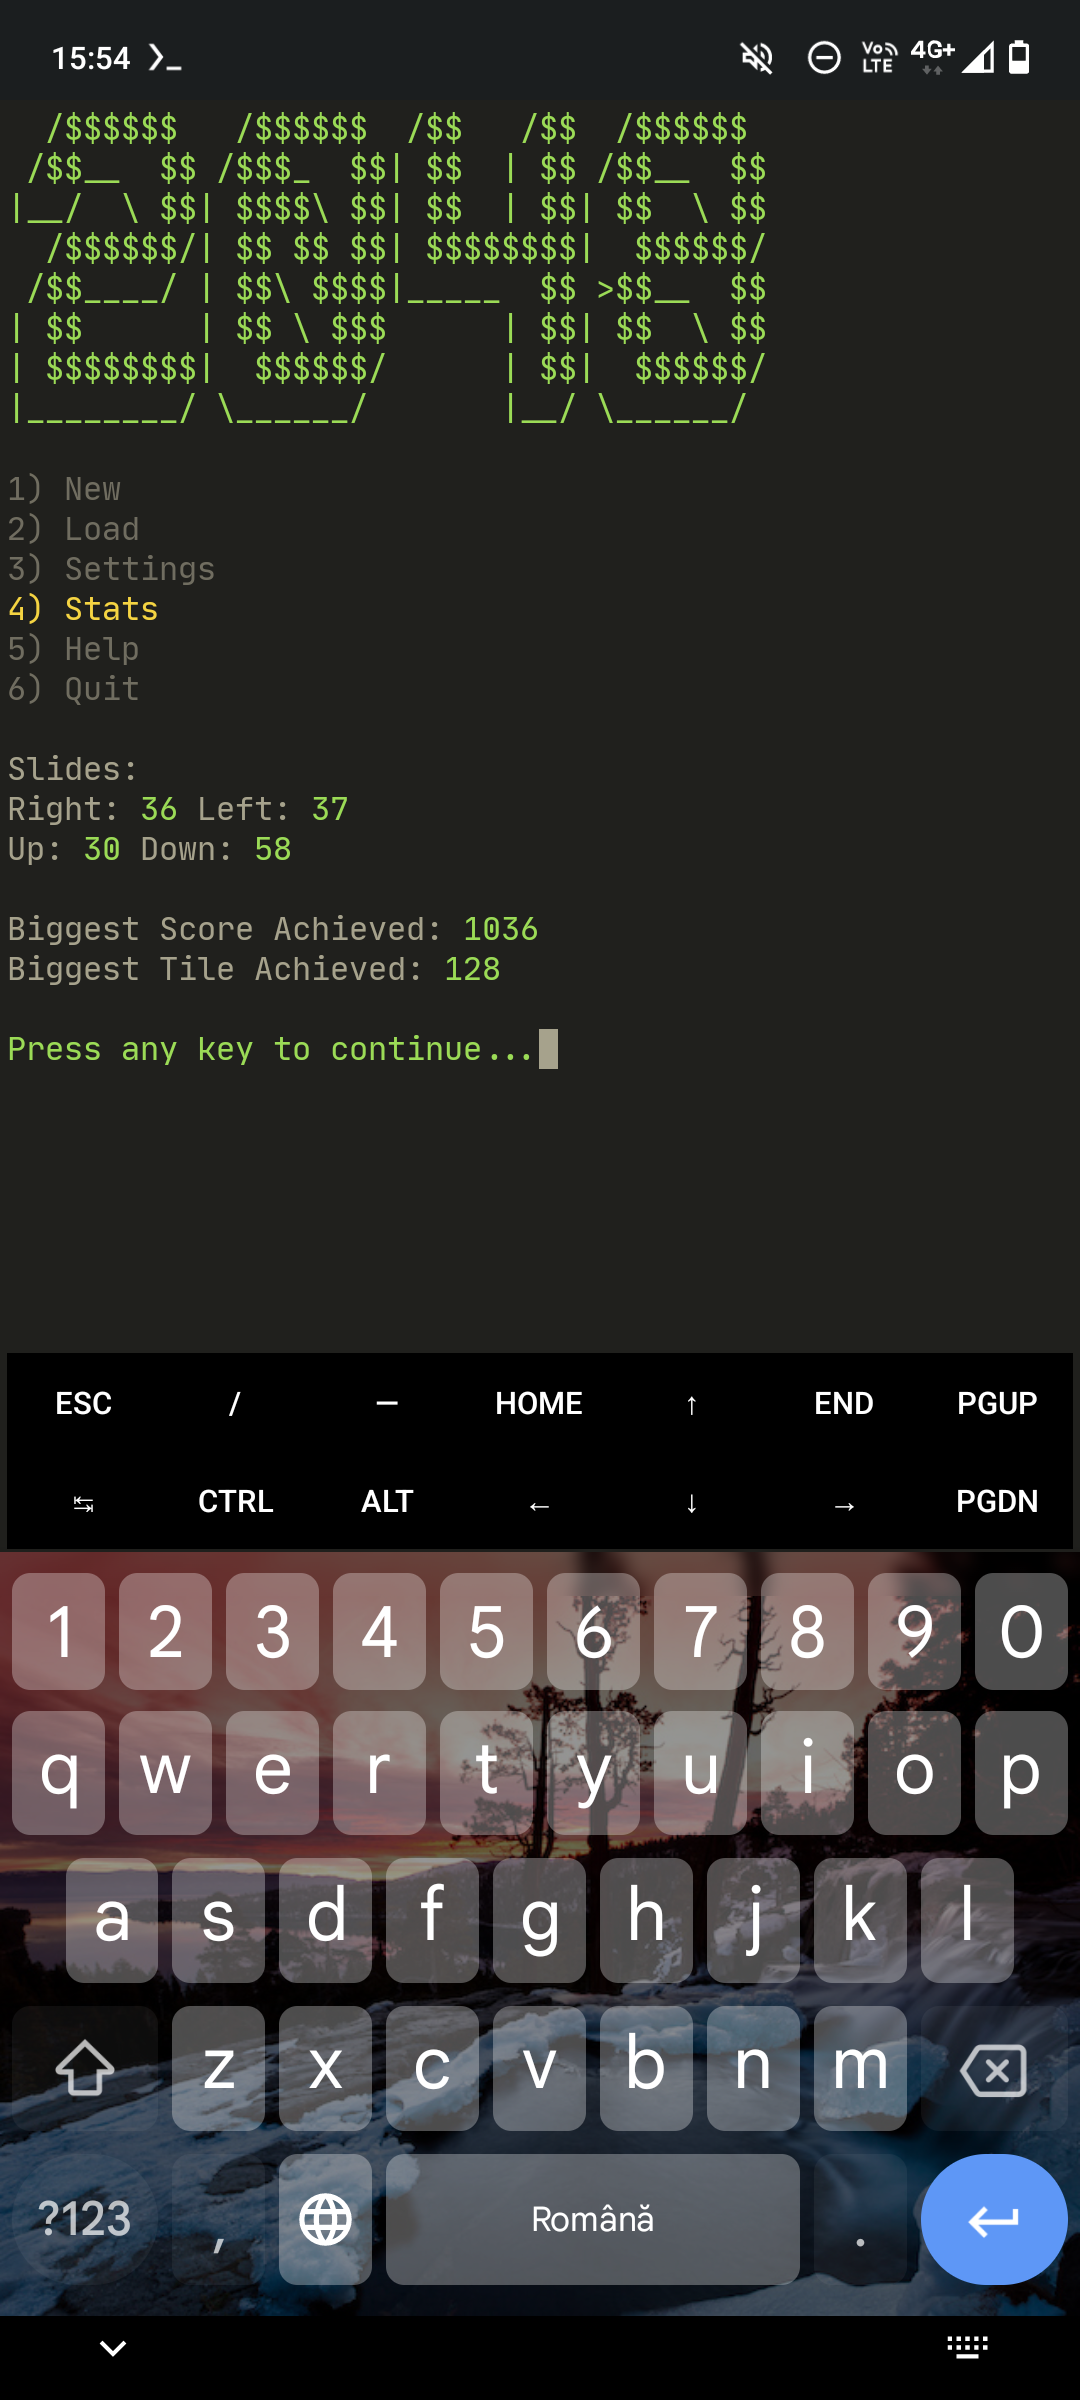 15:54 >_ VoLTE 4G+
  /$$$$$$   /$$$$$$  /$$   /$$  /$$$$$$
 /$$__  $$ /$$$_  $$| $$  | $$ /$$__  $$
|__/  \ $$| $$$$\ $$| $$  | $$| $$  \ $$
  /$$$$$$/| $$ $$ $$| $$$$$$$$|  $$$$$$/
 /$$____/ | $$\ $$$$|_____  $$ >$$__  $$
| $$      | $$ \ $$$      | $$| $$  \ $$
| $$$$$$$$|  $$$$$$/      | $$|  $$$$$$/
|________/ \______/       |__/ \______/
1) New
2) Load
3) Settings
4) Stats
5) Help
6) Quit
Slides:
Right: 36 Left: 37
Up: 30 Down: 58
Biggest Score Achieved: 1036
Biggest Tile Achieved: 128
Press any key to continue...
ESC / — HOME ↑ END PGUP
↹ CTRL ALT ← ↓ → PGDN
1 2 3 4 5 6 7 8 9 0
q w e r t y u i o p
a s d f g h j k l
z x c v b n m
?123 , Română .